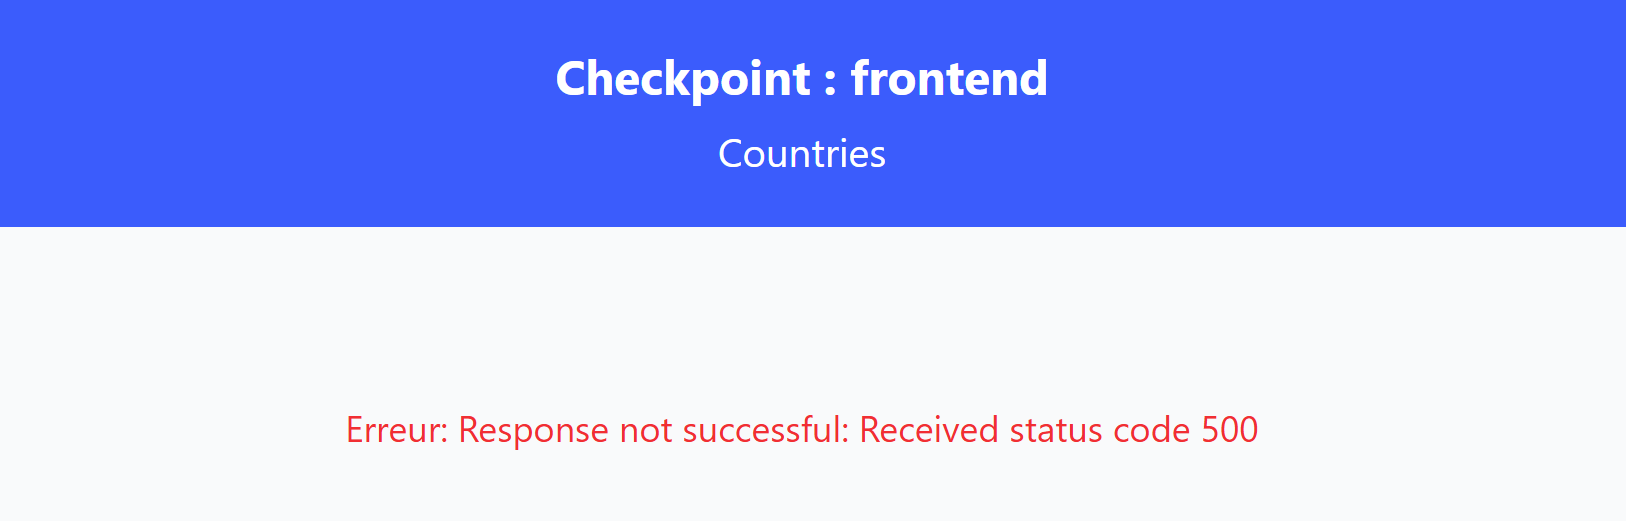 Checkpoint : frontend
Countries
Erreur: Response not successful: Received status code 500